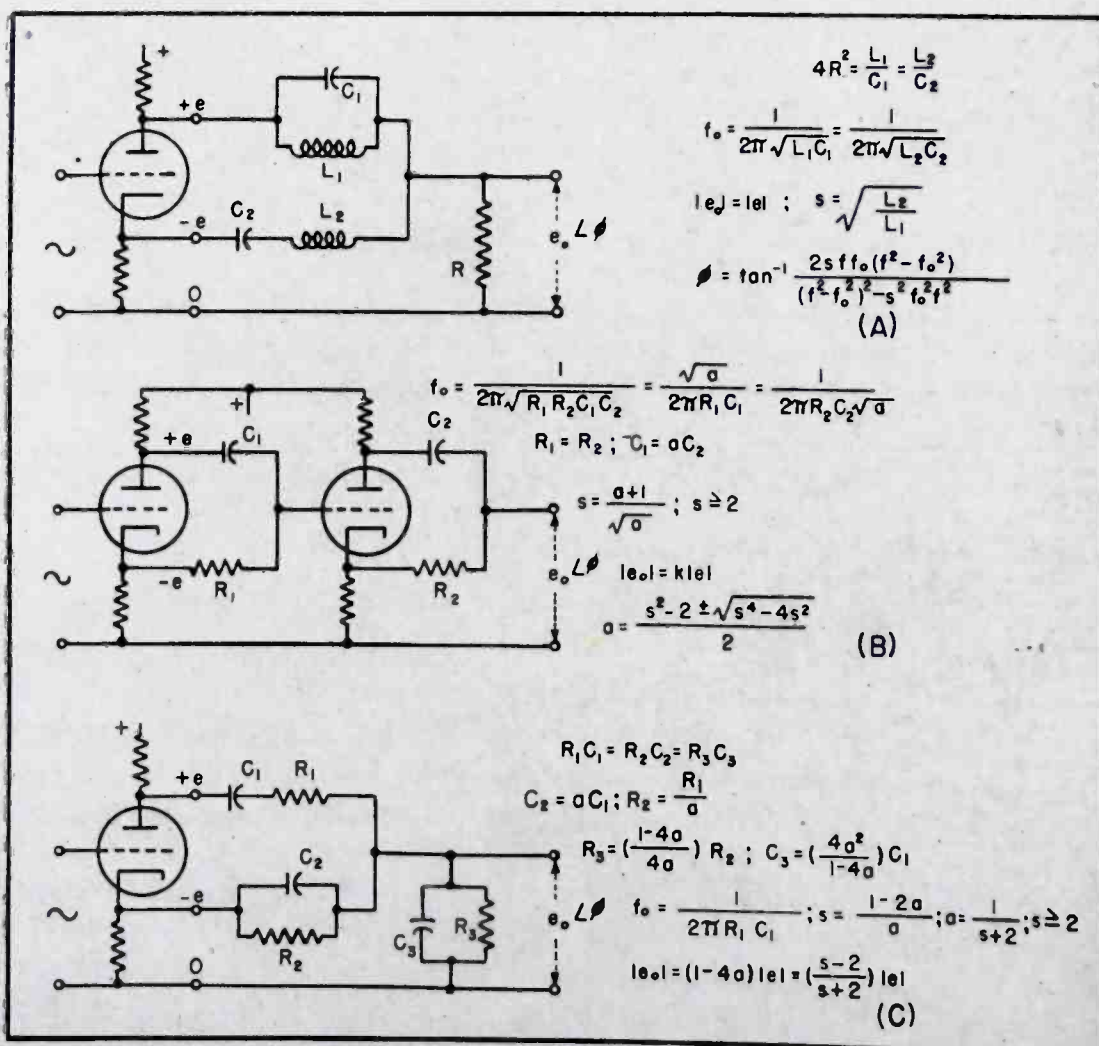 +
+e
C₁
L₁
-e
C₂
L₂
R
e₀ ∠ϕ
~
0
4R² = L₁/C₁ = L₂/C₂
f₀ = 1/(2π√(L₁C₁)) = 1/(2π√(L₂C₂))
|e₀| = |e| ; s = √(L₂/L₁)
ϕ = tan⁻¹ 2sff₀(f²-f₀²)/((f²-f₀²)²-s²f₀²f²)
(A)
f₀ = 1/(2π√(R₁R₂C₁C₂)) = √a/(2πR₁C₁) = 1/(2πR₂C₂√a)
R₁ = R₂ ; C₁ = aC₂
+
+e
C₁
C₂
-e
R₁
R₂
~
e₀ ∠ϕ
s = (a+1)/√a ; s ≥ 2
|e₀| = k|e|
a = (s²-2 ± √(s⁴-4s²))/2
(B)
+
+e
C₁
R₁
-e
C₂
R₂
C₃
R₃
~
0
e₀ ∠ϕ
R₁C₁ = R₂C₂ = R₃C₃
C₂ = aC₁ ; R₂ = R₁/a
R₃ = ((1-4a)/4a) R₂ ; C₃ = (4a²/(1-4a)) C₁
f₀ = 1/(2πR₁C₁) ; s = (1-2a)/a ; a = 1/(s+2) ; s ≥ 2
|e₀| = (1-4a)|e| = ((s-2)/(s+2))|e|
(C)